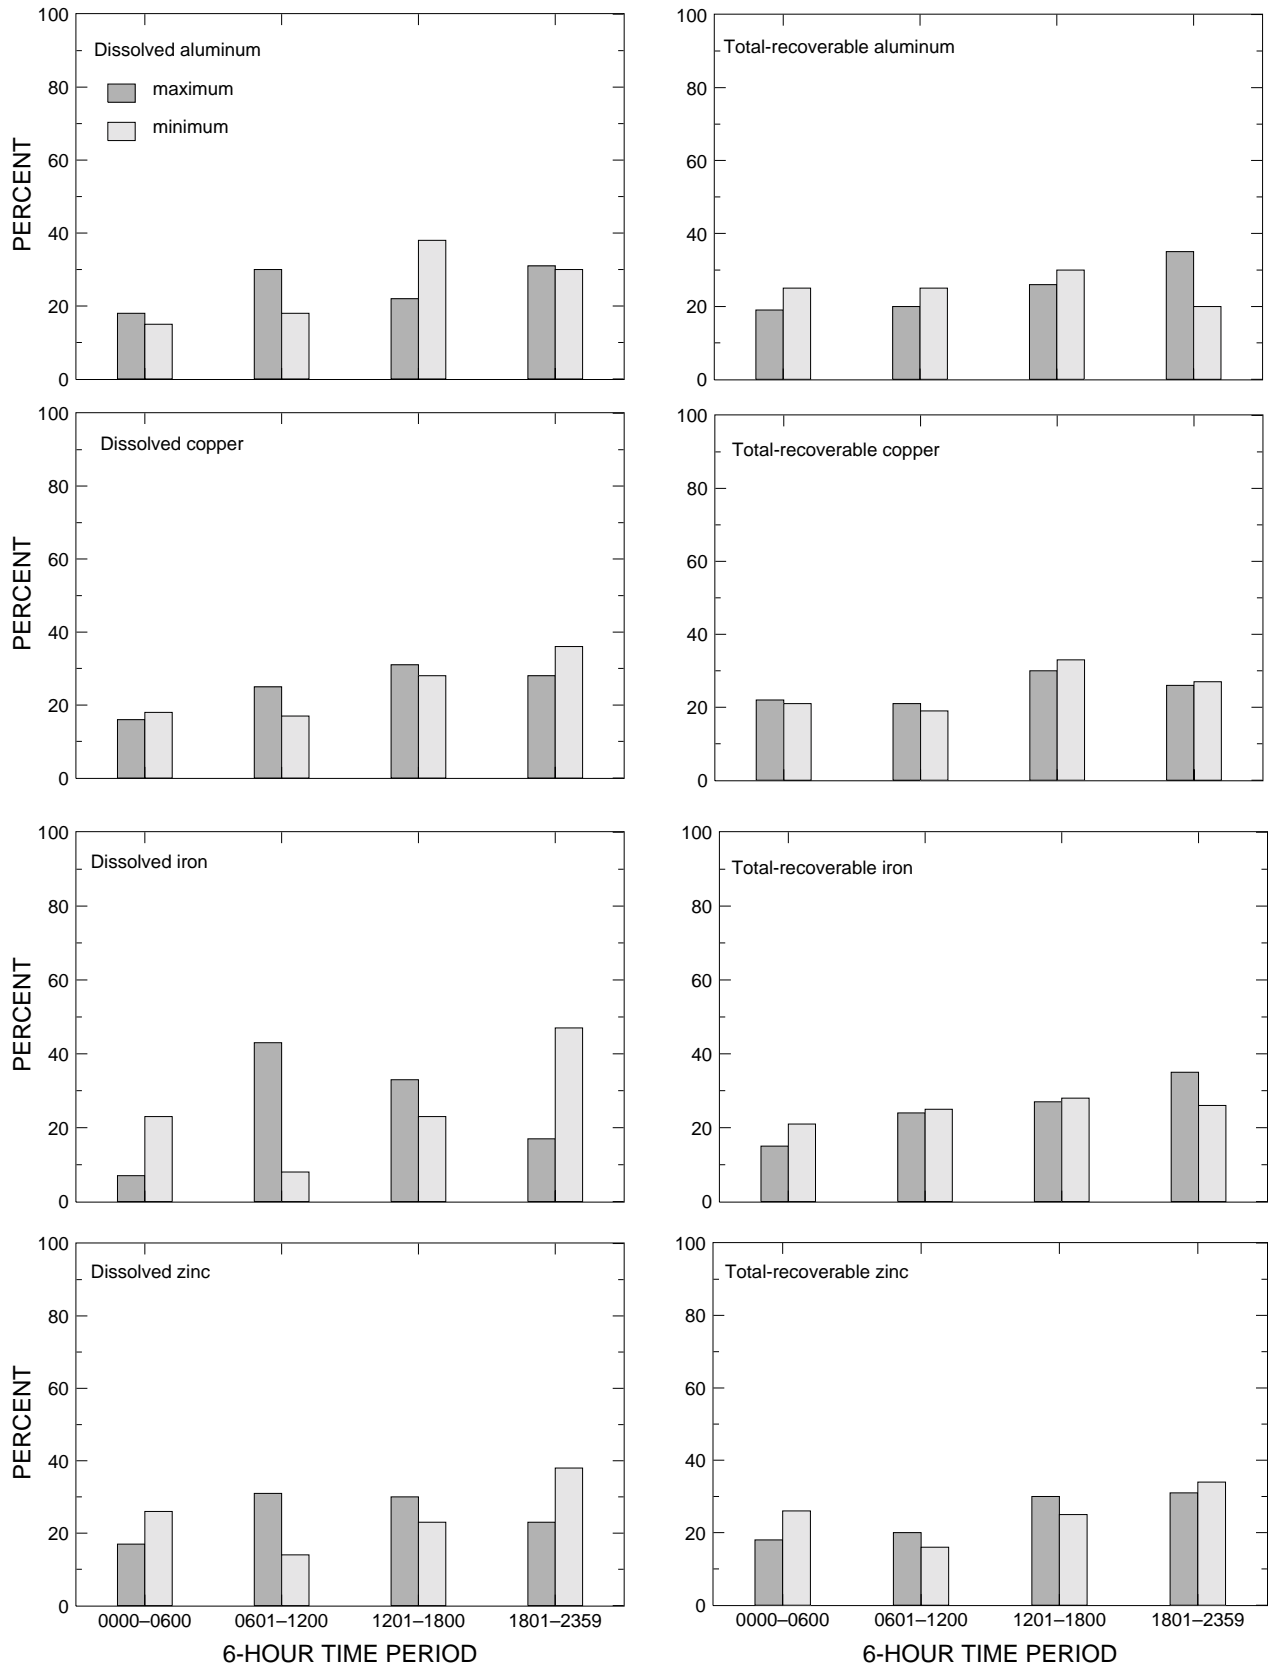 Dissolved aluminum
maximum
minimum
PERCENT
100
80
60
40
20
0
Total-recoverable aluminum
100
80
60
40
20
0
Dissolved copper
PERCENT
100
80
60
40
20
0
Total-recoverable copper
100
80
60
40
20
0
Dissolved iron
PERCENT
100
80
60
40
20
0
Total-recoverable iron
100
80
60
40
20
0
Dissolved zinc
PERCENT
100
80
60
40
20
0
0000–0600 0601–1200 1201–1800 1801–2359
6-HOUR TIME PERIOD
Total-recoverable zinc
100
80
60
40
20
0
0000–0600 0601–1200 1201–1800 1801–2359
6-HOUR TIME PERIOD